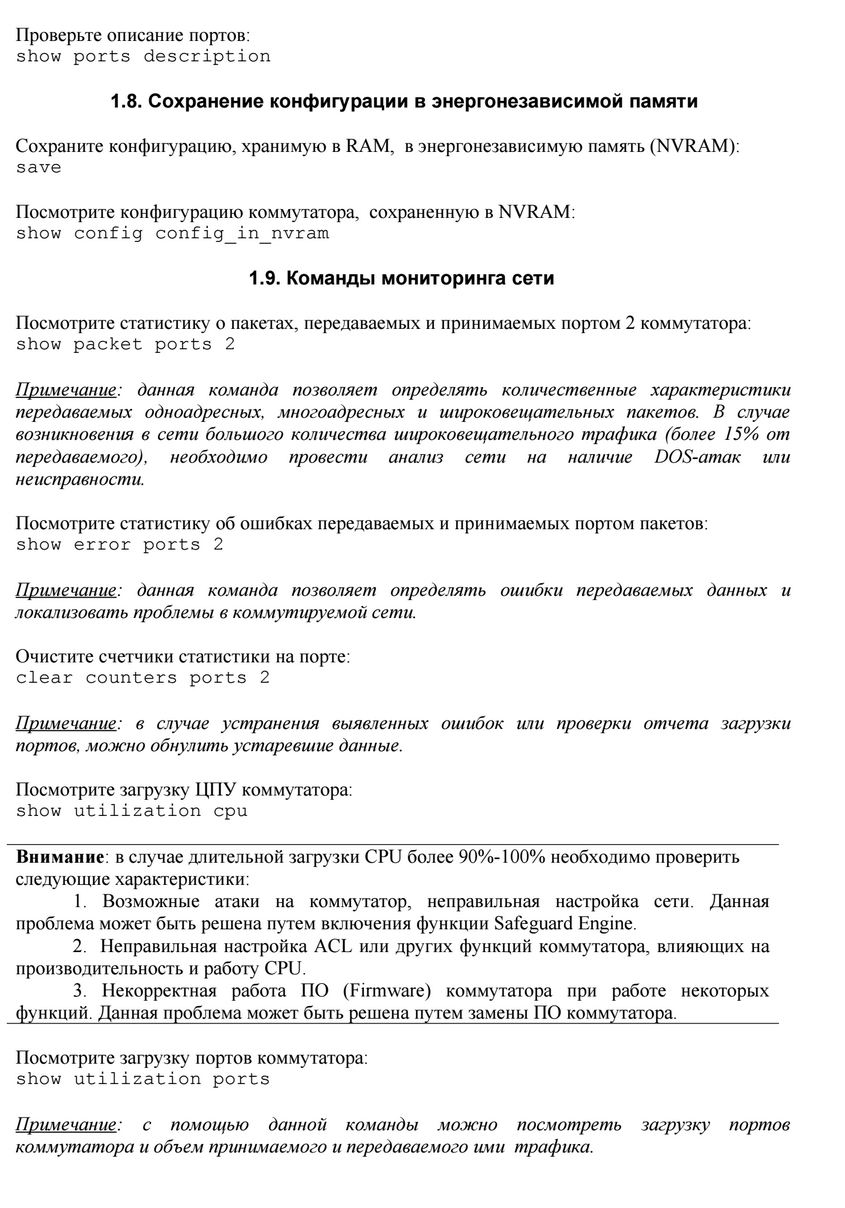 Проверьте описание портов:
show ports description
1.8. Сохранение конфигурации в энергонезависимой памяти
Сохраните конфигурацию, хранимую в RAM, в энергонезависимую память (NVRAM):
save
Посмотрите конфигурацию коммутатора, сохраненную в NVRAM:
show config config_in_nvram
1.9. Команды мониторинга сети
Посмотрите статистику о пакетах, передаваемых и принимаемых портом 2 коммутатора:
show packet ports 2
Примечание: данная команда позволяет определять количественные характеристики
передаваемых одноадресных, многоадресных и широковещательных пакетов. В случае
возникновения в сети большого количества широковещательного трафика (более 15% от
передаваемого), необходимо провести анализ сети на наличие DOS-атак или
неисправности.
Посмотрите статистику об ошибках передаваемых и принимаемых портом пакетов:
show error ports 2
Примечание: данная команда позволяет определять ошибки передаваемых данных и
локализовать проблемы в коммутируемой сети.
Очистите счетчики статистики на порте:
clear counters ports 2
Примечание: в случае устранения выявленных ошибок или проверки отчета загрузки
портов, можно обнулить устаревшие данные.
Посмотрите загрузку ЦПУ коммутатора:
show utilization cpu
Внимание: в случае длительной загрузки CPU более 90%-100% необходимо проверить
следующие характеристики:
1. Возможные атаки на коммутатор, неправильная настройка сети. Данная
проблема может быть решена путем включения функции Safeguard Engine.
2. Неправильная настройка ACL или других функций коммутатора, влияющих на
производительность и работу CPU.
3. Некорректная работа ПО (Firmware) коммутатора при работе некоторых
функций. Данная проблема может быть решена путем замены ПО коммутатора.
Посмотрите загрузку портов коммутатора:
show utilization ports
Примечание: с помощью данной команды можно посмотреть загрузку портов
коммутатора и объем принимаемого и передаваемого ими трафика.